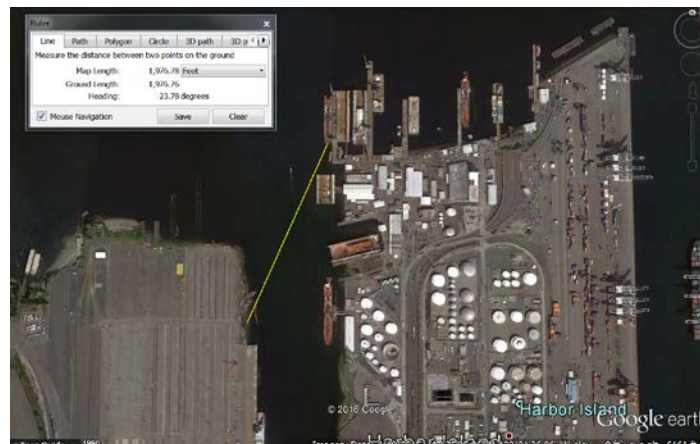 Ruler
Line Path Polygon Circle 3D path 3D p
Measure the distance between two points on the ground
Map Length: 1,976.78 Feet
Ground Length: 1,976.76
Heading: 23.78 degrees
Mouse Navigation Save Clear
© 2016 Google
Harbor Island
Google earth
1990